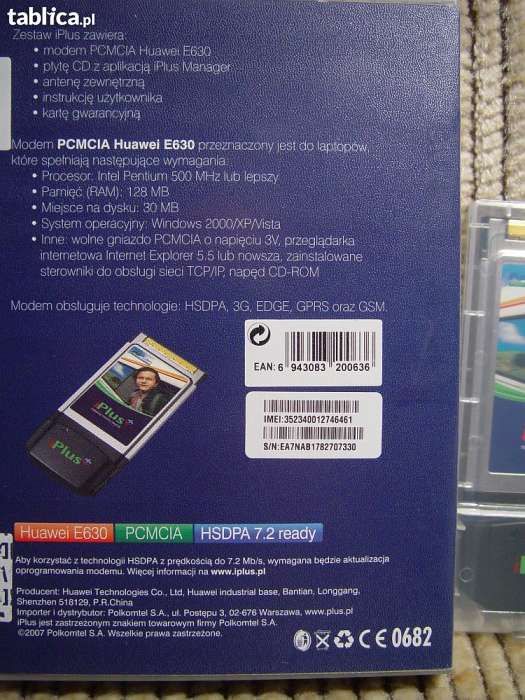 tablica.pl
Zestaw iPlus zawiera:
• modem PCMCIA Huawei E630
• płytę CD z aplikacją iPlus Manager
• antenę zewnętrzną
• instrukcję użytkownika
• kartę gwarancyjną
Modem PCMCIA Huawei E630 przeznaczony jest do laptopów,
które spełniają następujące wymagania:
• Procesor: Intel Pentium 500 MHz lub lepszy
• Pamięć (RAM): 128 MB
• Miejsce na dysku: 30 MB
• System operacyjny: Windows 2000/XP/Vista
• Inne: wolne gniazdo PCMCIA o napięciu 3V, przeglądarka
internetowa Internet Explorer 5.5 lub nowsza, zainstalowane
sterowniki do obsługi sieci TCP/IP, napęd CD-ROM
Modem obsługuje technologie: HSDPA, 3G, EDGE, GPRS oraz GSM.
EAN: 6 943083 200636
IMEI:352340012746461
S/N:EA7NAB1782707330
iPlus
iPlus
Huawei E630 PCMCIA HSDPA 7.2 ready
Aby korzystać z technologii HSDPA z prędkością do 7.2 Mb/s, wymagana będzie aktualizacja
oprogramowania modemu. Więcej informacji na www.iplus.pl
Producent: Huawei Technologies Co., Ltd, Huawei industrial base, Bantian, Longgang,
Shenzhen 518129, P.R.China
Importer i dystrybutor: Polkomtel S.A., ul. Postępu 3, 02-676 Warszawa, www.iplus.pl
iPlus jest zastrzeżonym znakiem towarowym firmy Polkomtel S.A.
©2007 Polkomtel S.A. Wszelkie prawa zastrzeżone.
CE 0682